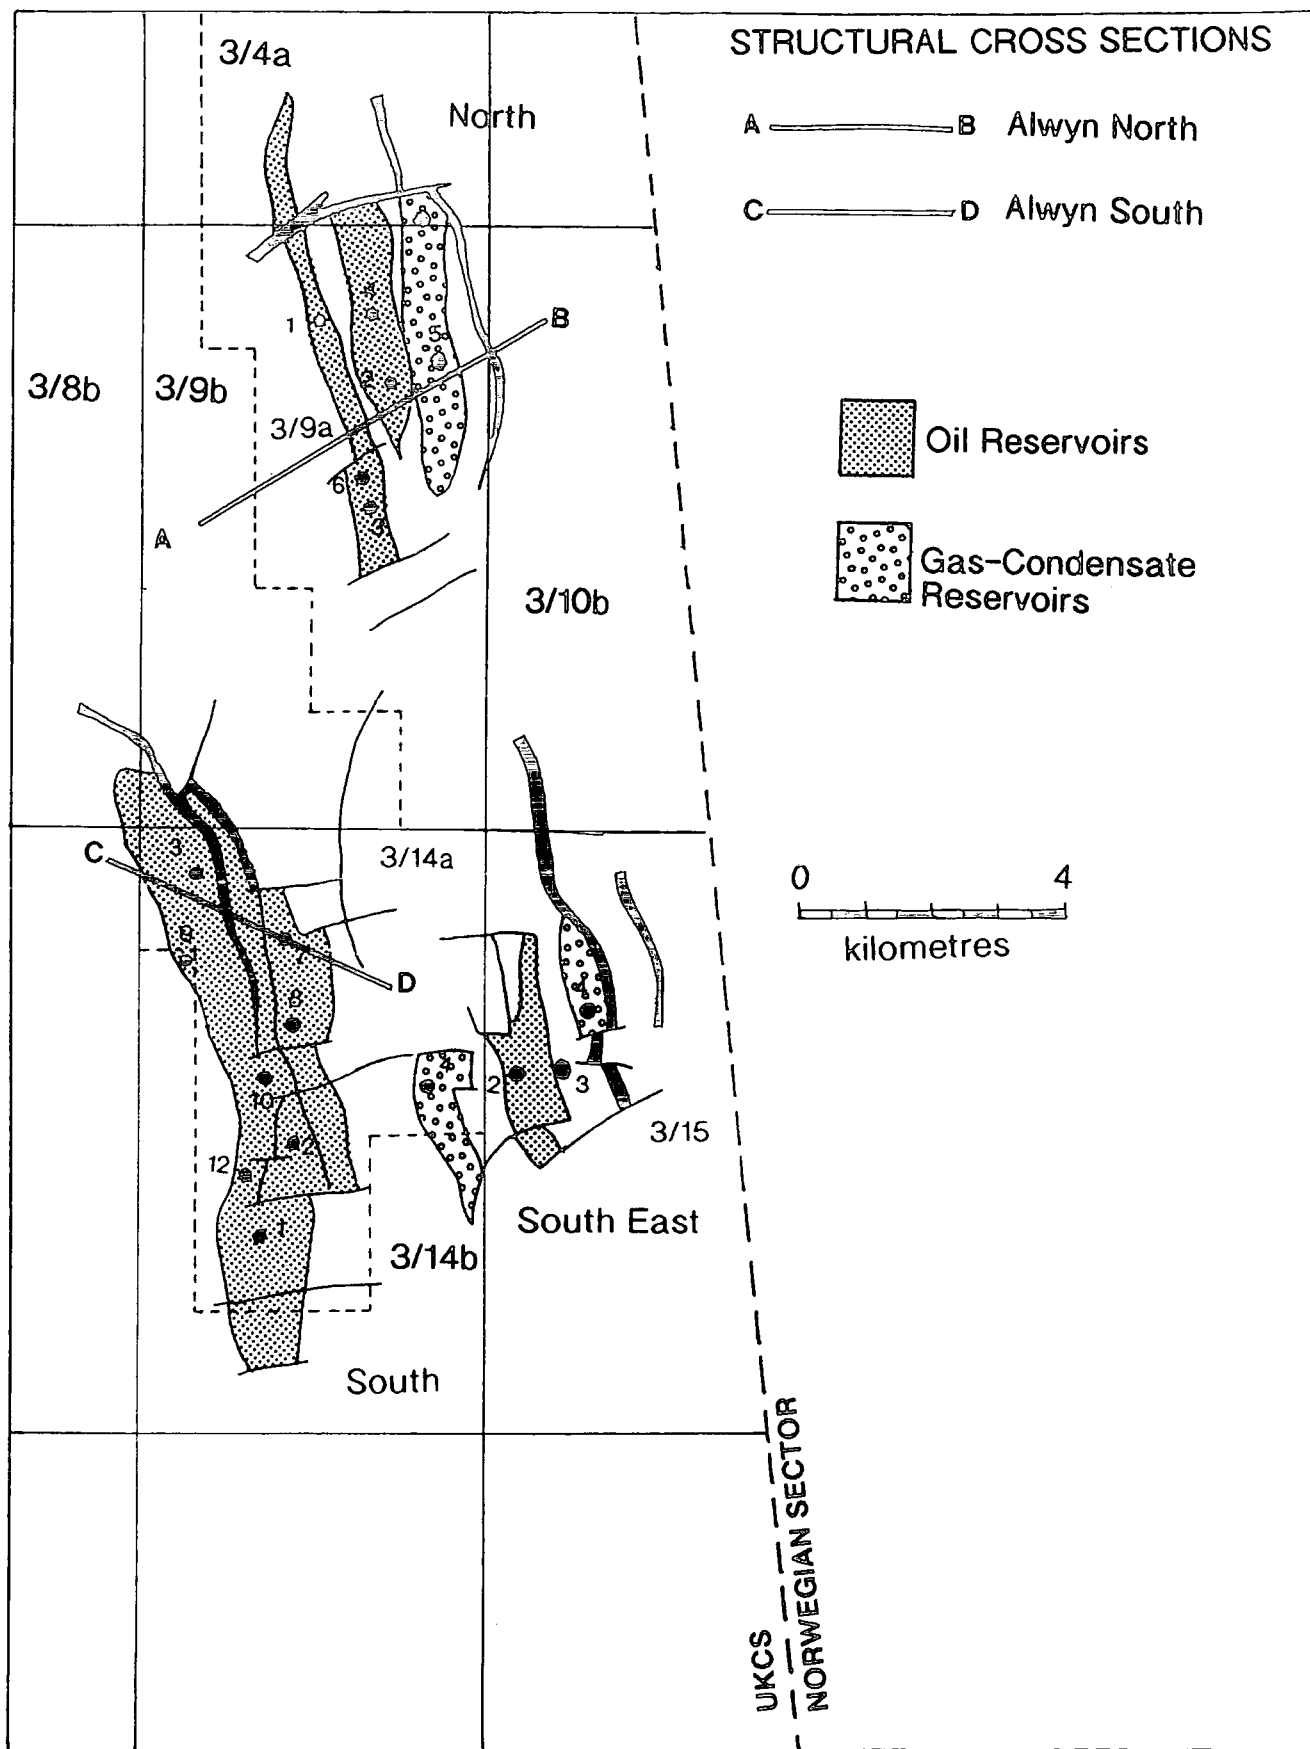 STRUCTURAL CROSS SECTIONS
A B Alwyn North
C D Alwyn South
3/4a
North
1
5
B
3/8b
3/9b
3/9a
6
3
A
3/10b
Oil Reservoirs
Gas-Condensate
Reservoirs
C
3
3/14a
D
8
10
4
2
3
12
2
1
3/15
South East
3/14b
South
0 4
kilometres
UKCS
NORWEGIAN SECTOR